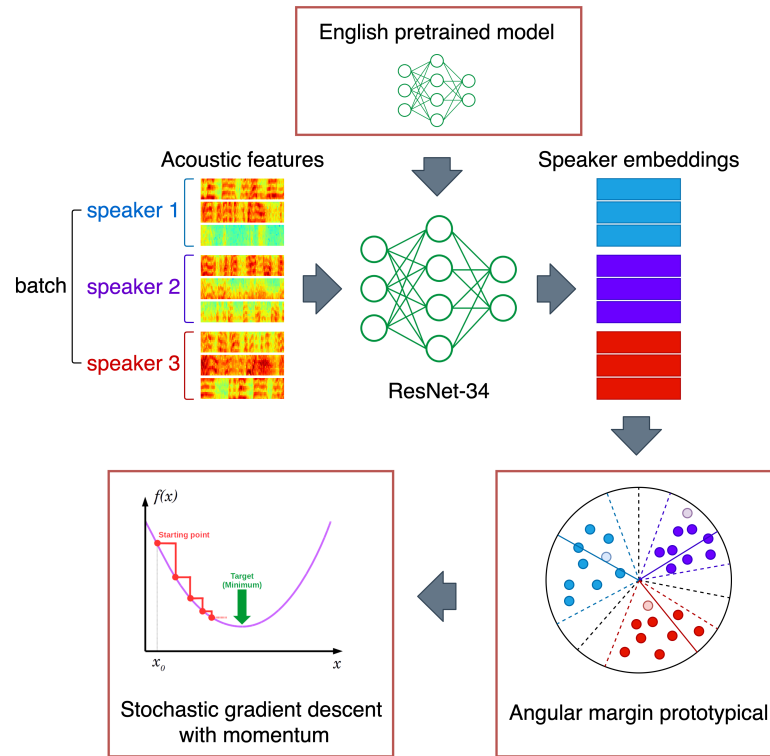 English pretrained model
Acoustic features
Speaker embeddings
speaker 1
batch
speaker 2
speaker 3
ResNet-34
f(x)
Starting point
Target
(Minimum)
x₀
x
Stochastic gradient descent
with momentum
Angular margin prototypical